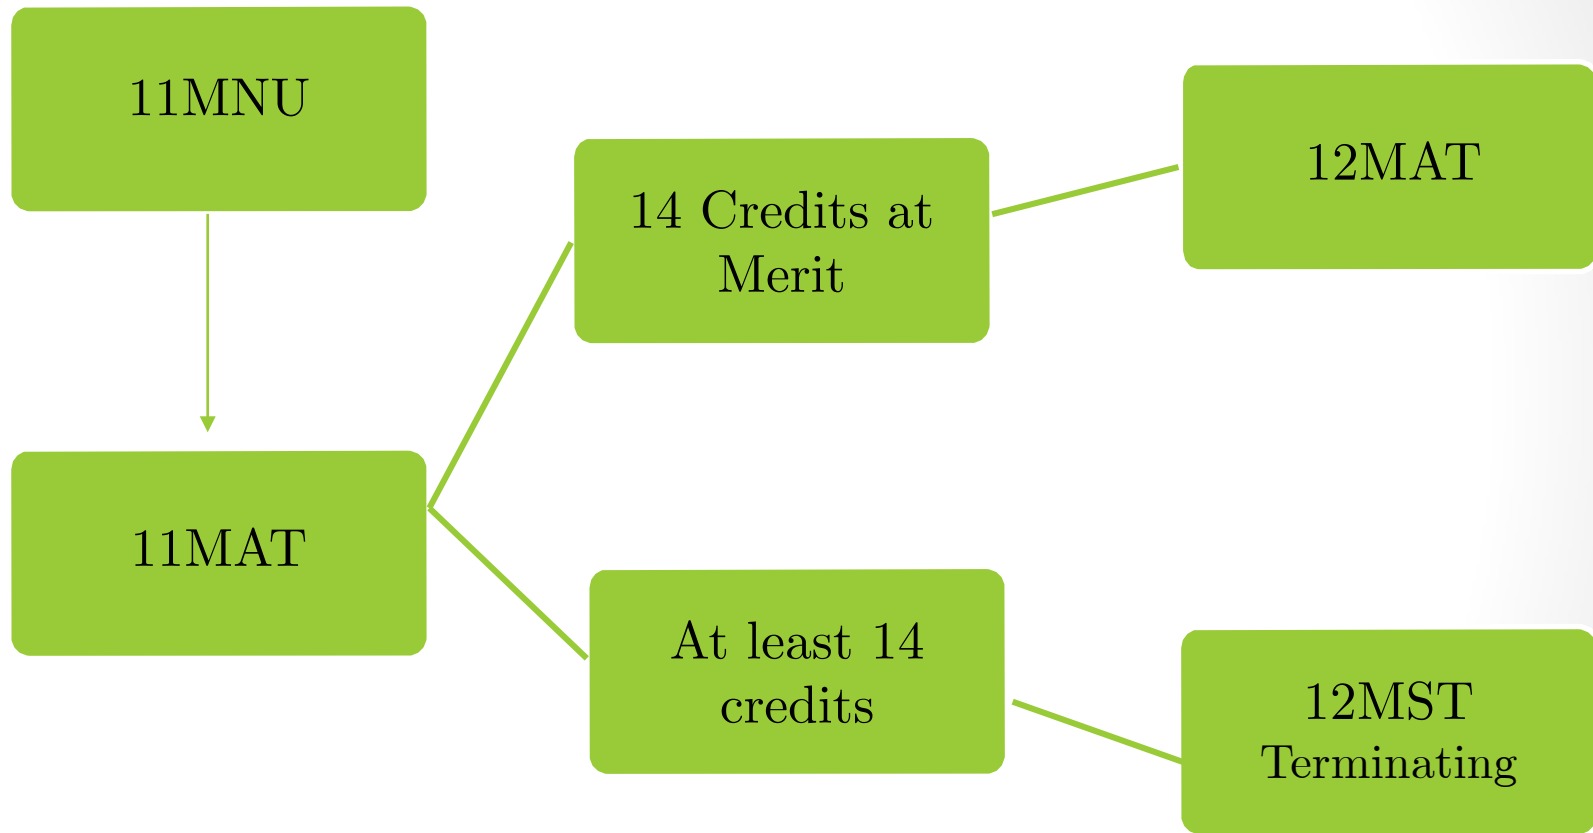 11MNU
11MAT
14 Credits at
Merit
At least 14
credits
12MAT
12MST
Terminating